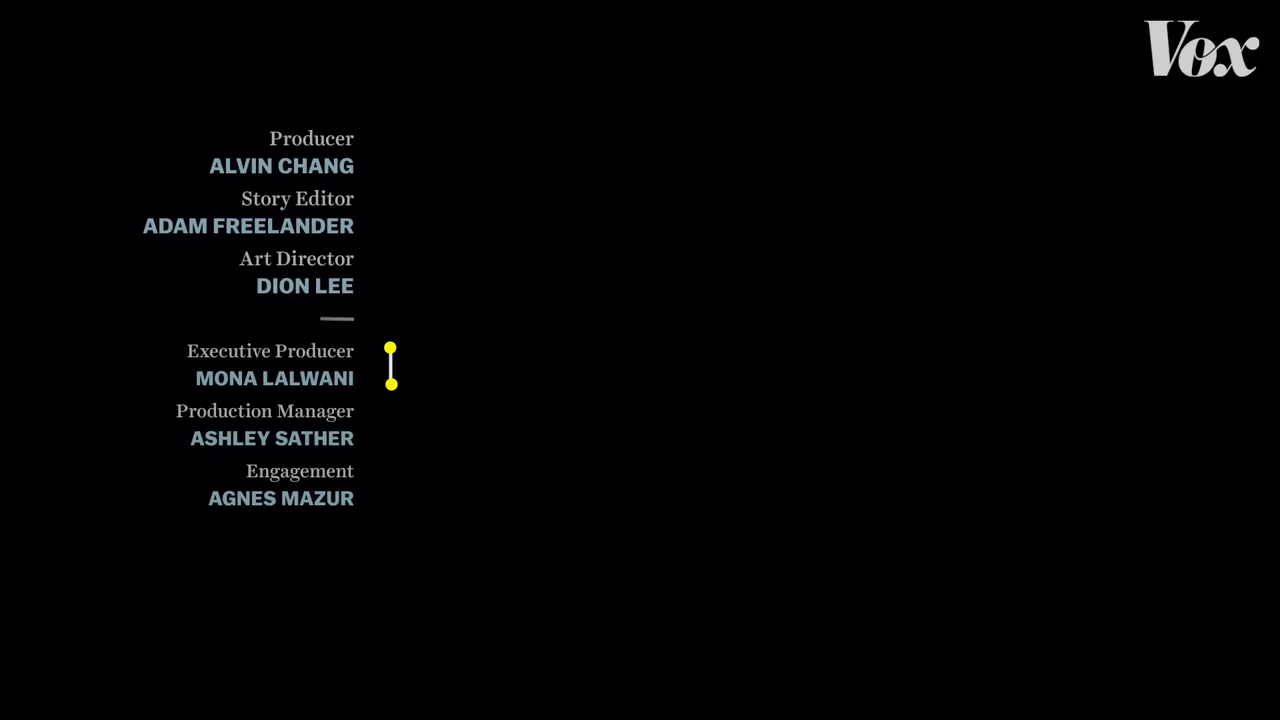 Vox
Producer
ALVIN CHANG
Story Editor
ADAM FREELANDER
Art Director
DION LEE
Executive Producer
MONA LALWANI
Production Manager
ASHLEY SATHER
Engagement
AGNES MAZUR